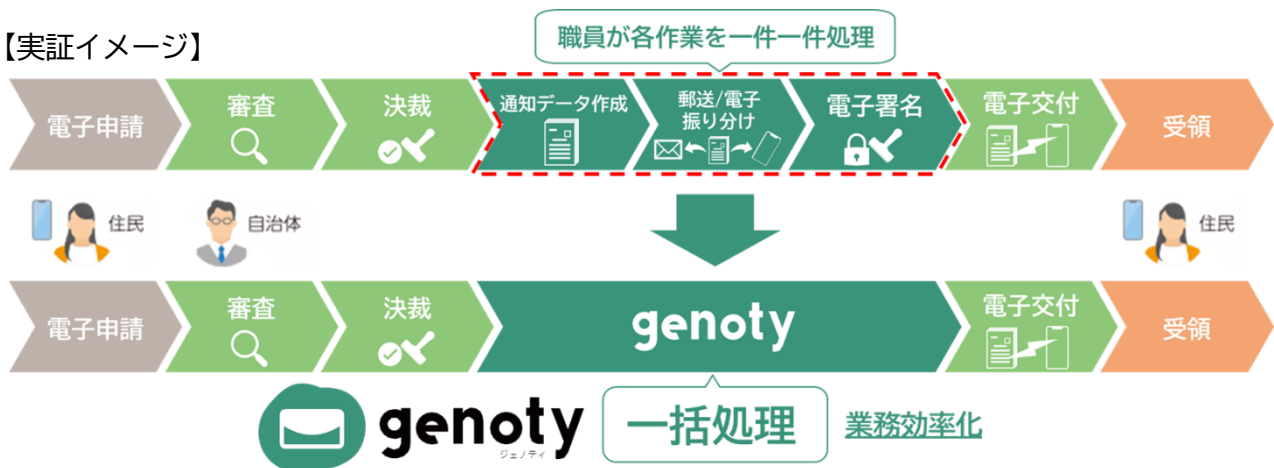 【実証イメージ】
職員が各作業を一件一件処理
電子申請
審査
決裁
通知データ作成
郵送/電子
振り分け
電子署名
電子交付
受領
住民
自治体
住民
電子申請
審査
決裁
genoty
電子交付
受領
genoty
ジェノティ
一括処理
業務効率化